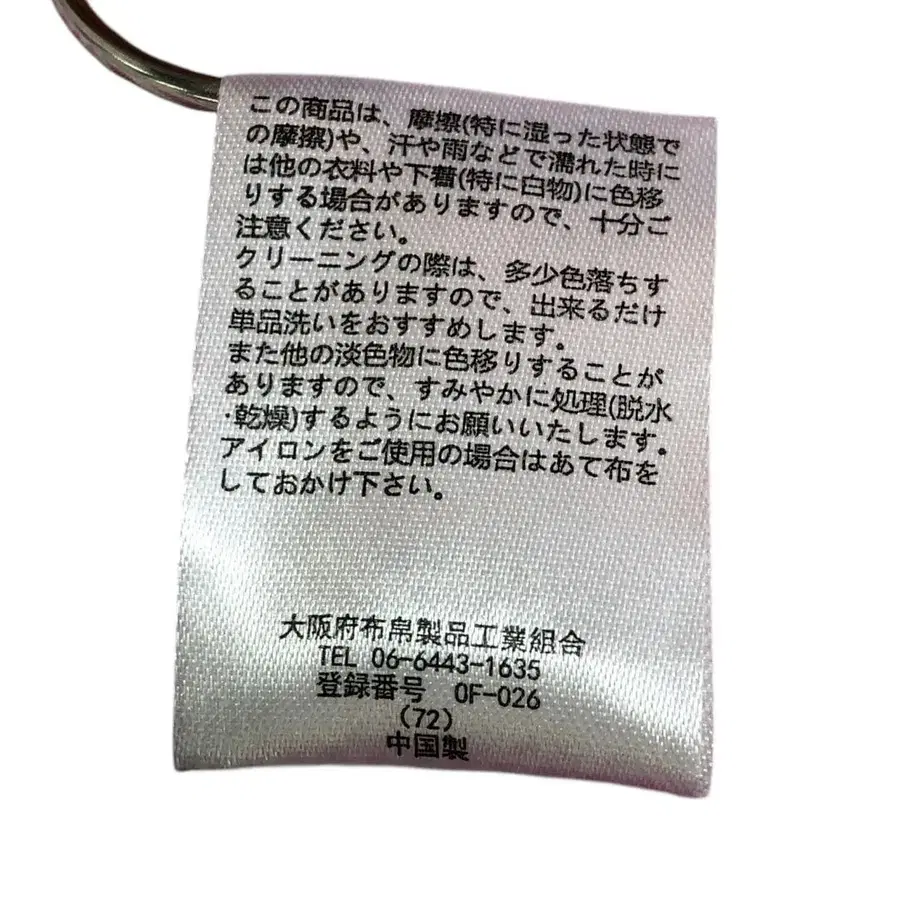 この商品は、摩擦(特に湿った状態で
の摩擦)や、汗や雨などで濡れた時に
は他の衣料や下着(特に白物)に色移
りする場合がありますので、十分ご
注意ください。
クリーニングの際は、多少色落ちす
ることがありますので、出来るだけ
単品洗いをおすすめします。
また他の淡色物に色移りすることが
ありますので、すみやかに処理(脱水
・乾燥)するようにお願いいたします。
アイロンをご使用の場合はあて布を
しておかけ下さい。
大阪府布帛製品工業組合
TEL 06-6443-1635
登録番号 OF-026
(72)
中国製